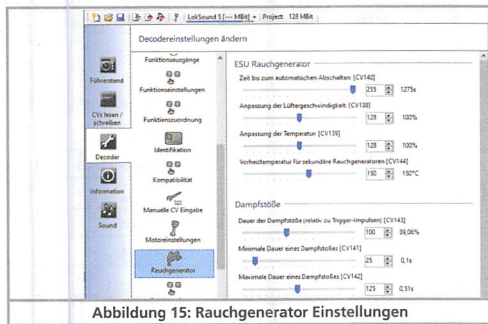 LokSound 5 [--- MBit] Project: 128 MBit
Decodereinstellungen ändern
Führerstand
CVs lesen /
schreiben
Decoder
Information
Sound
Funktionsausgänge
Funktionseinstellungen
Funktionszuordnung
Identifikation
Kompatibilität
Manuelle CV Eingabe
Motoreinstellungen
Rauchgenerator
ESU Rauchgenerator
Zeit bis zum automatischen Abschalten [CV140]
255 1275s
Anpassung der Lüftergeschwindigkeit [CV138]
128 100%
Anpassung der Temperatur [CV139]
128 100%
Vorheiztemperatur für sekundäre Rauchgeneratoren [CV144]
150 150°C
Dampfstöße
Dauer der Dampfstöße (relativ zu Trigger-Impulsen) [CV143]
100 39,06%
Minimale Dauer eines Dampfstoßes [CV141]
25 0,1s
Maximale Dauer eines Dampfstoßes [CV142]
125 0,51s
Abbildung 15: Rauchgenerator Einstellungen